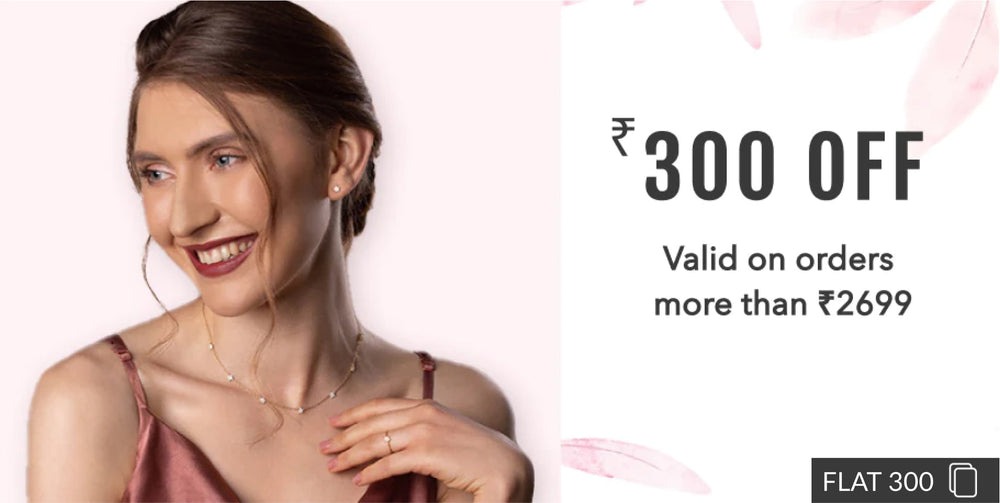 ₹300 OFF
Valid on orders
more than ₹2699
FLAT 300